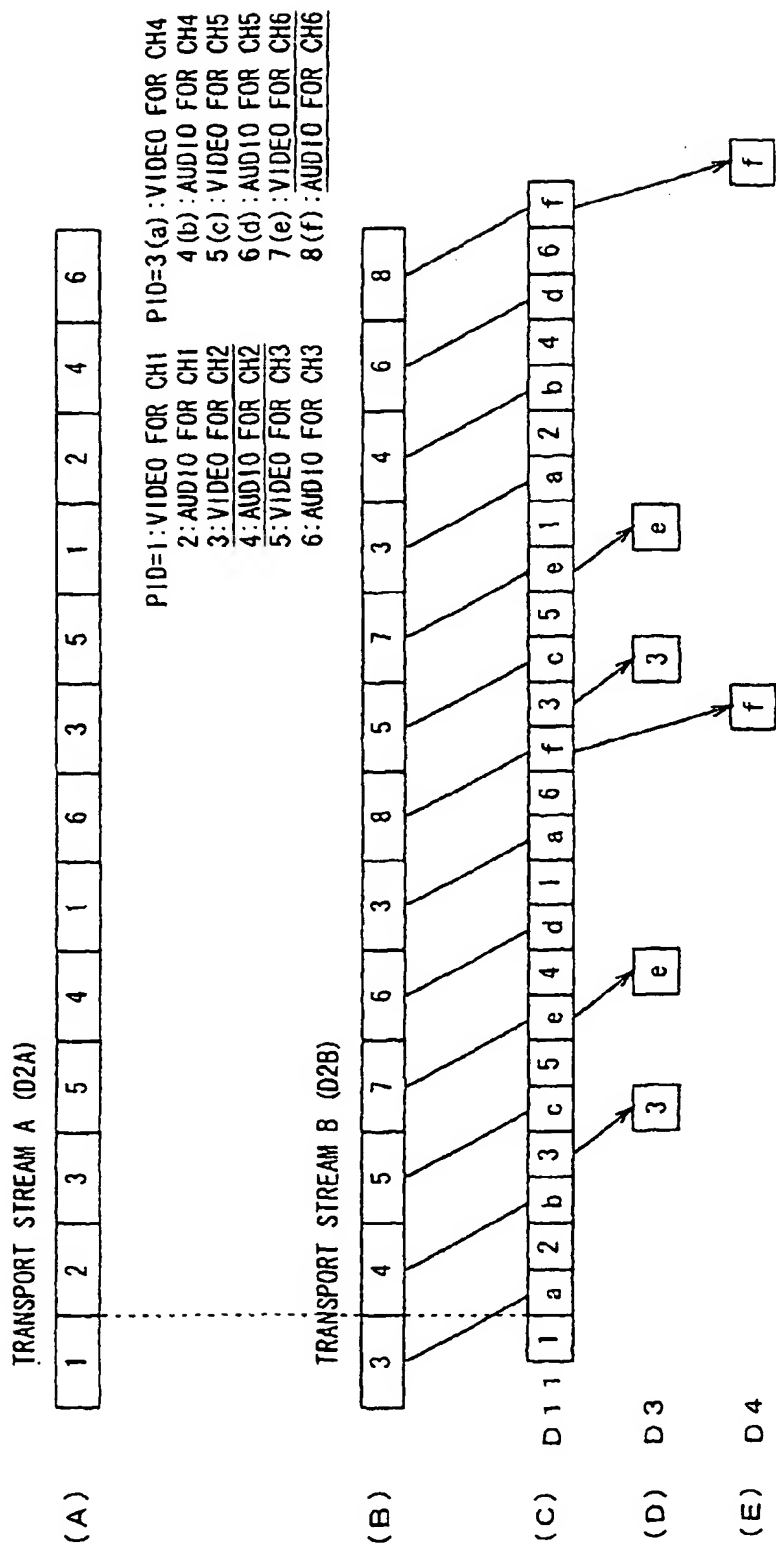 TRANSPORT STREAM A (D2A)
(A) 1 2 3 5 4 1 6 3 5 1 2 4 6
PID=1:VIDEO FOR CH1
2:AUDIO FOR CH1
3:VIDEO FOR CH2
4:AUDIO FOR CH2
5:VIDEO FOR CH3
6:AUDIO FOR CH3
PID=3(a):VIDEO FOR CH4
4(b):AUDIO FOR CH4
5(c):VIDEO FOR CH5
6(d):AUDIO FOR CH5
7(e):VIDEO FOR CH6
8(f):AUDIO FOR CH6
TRANSPORT STREAM B (D2B)
(B) 3 4 5 7 6 3 8 5 7 3 4 6 8
(C) D11 1 a 2 b 3 c 5 e 4 d 1 a 6 f 3 c 5 e 1 a 2 b 4 d 6 f
(D) D3 3 e 3 e
(E) D4 f f